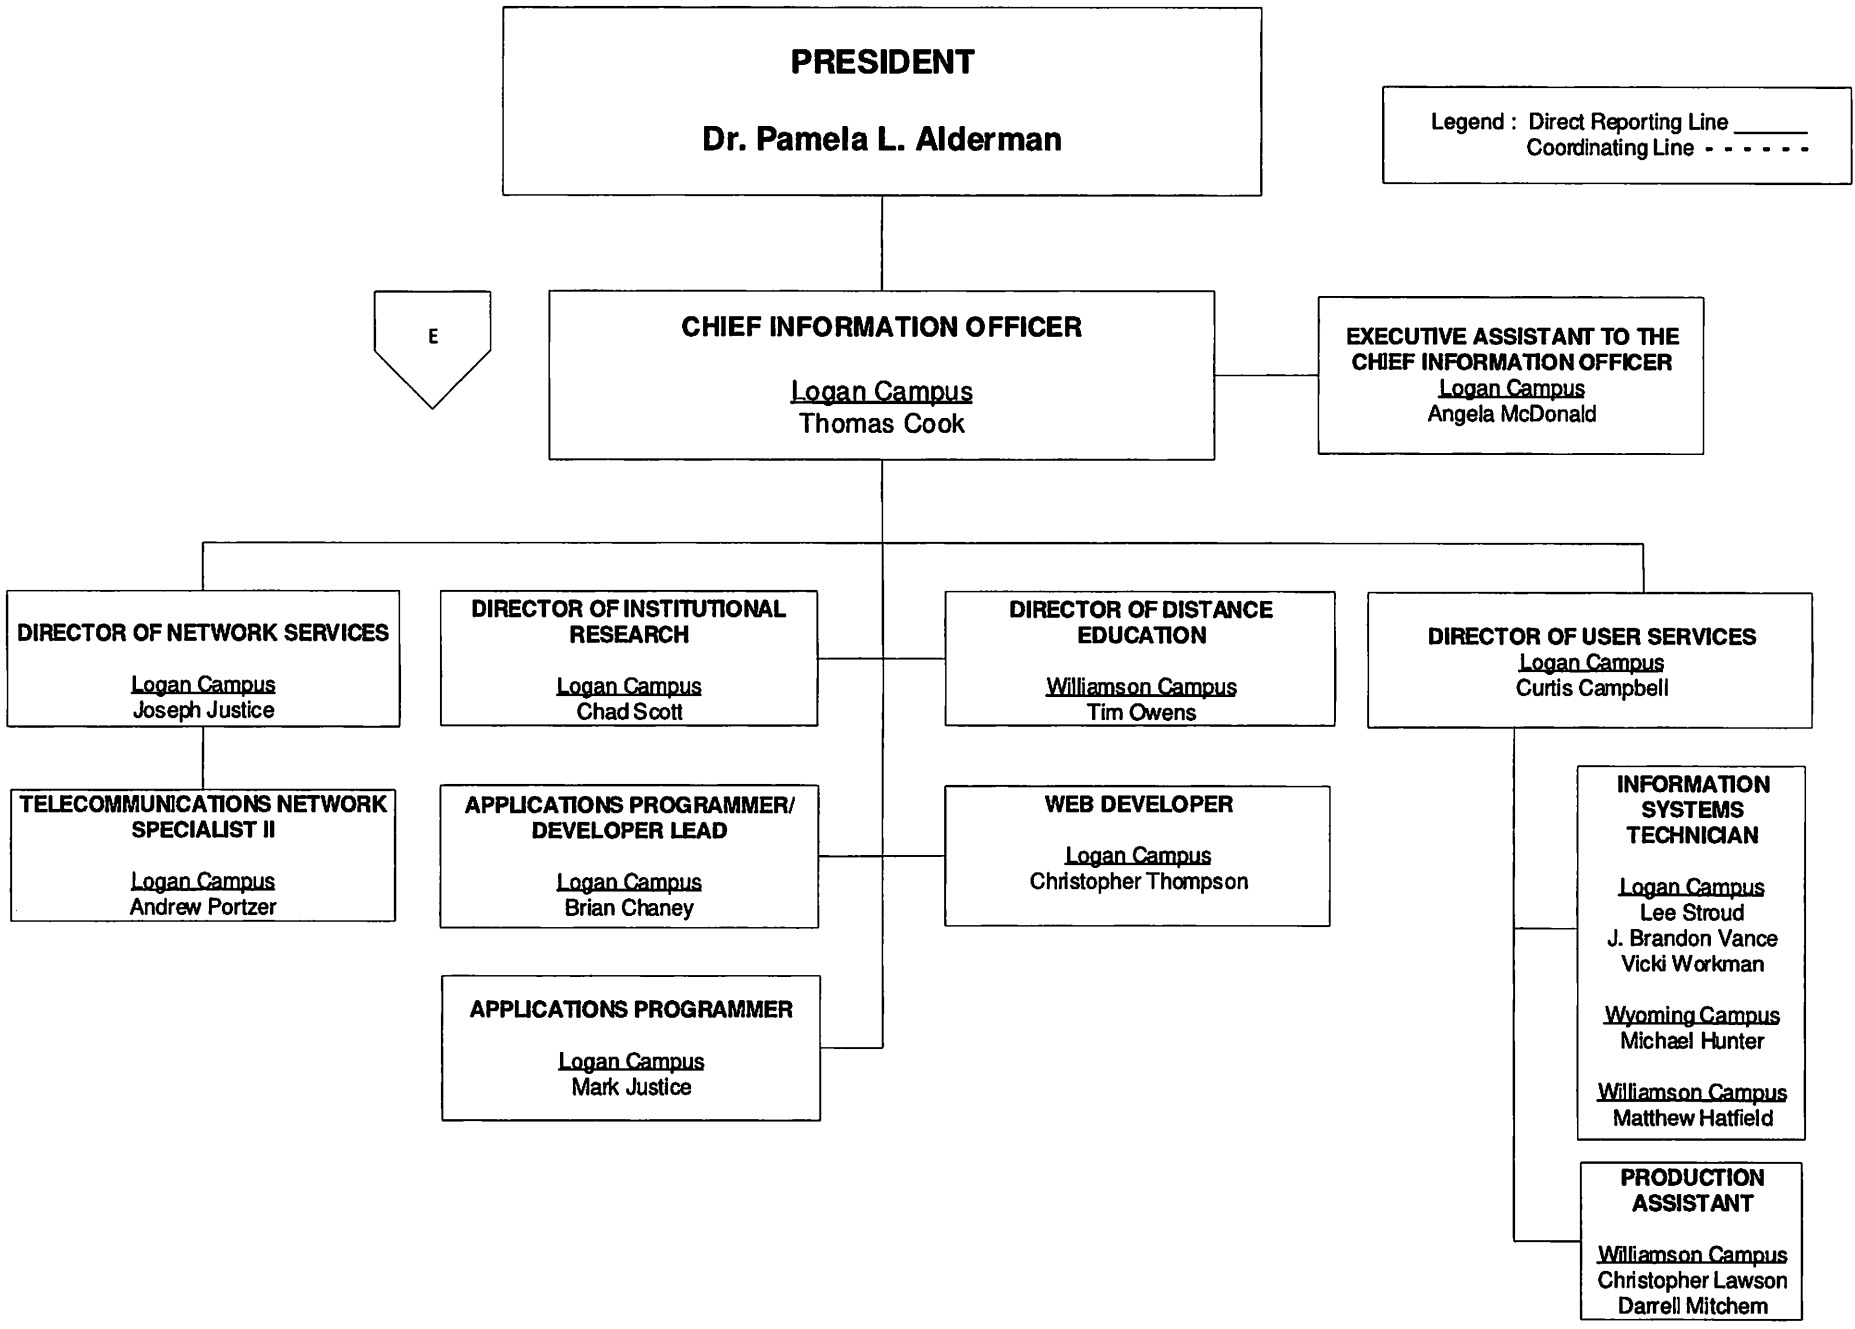 PRESIDENT
Dr. Pamela L. Alderman
Legend : Direct Reporting Line
Coordinating Line
E
CHIEF INFORMATION OFFICER
Logan Campus
Thomas Cook
EXECUTIVE ASSISTANT TO THE
CHIEF INFORMATION OFFICER
Logan Campus
Angela McDonald
DIRECTOR OF NETWORK SERVICES
Logan Campus
Joseph Justice
DIRECTOR OF INSTITUTIONAL
RESEARCH
Logan Campus
Chad Scott
DIRECTOR OF DISTANCE
EDUCATION
Williamson Campus
Tim Owens
DIRECTOR OF USER SERVICES
Logan Campus
Curtis Campbell
TELECOMMUNICATIONS NETWORK
SPECIALIST II
Logan Campus
Andrew Portzer
APPLICATIONS PROGRAMMER/
DEVELOPER LEAD
Logan Campus
Brian Chaney
WEB DEVELOPER
Logan Campus
Christopher Thompson
INFORMATION
SYSTEMS
TECHNICIAN
Logan Campus
Lee Stroud
J. Brandon Vance
Vicki Workman
Wyoming Campus
Michael Hunter
Williamson Campus
Matthew Hatfield
APPLICATIONS PROGRAMMER
Logan Campus
Mark Justice
PRODUCTION
ASSISTANT
Williamson Campus
Christopher Lawson
Darrell Mitchem